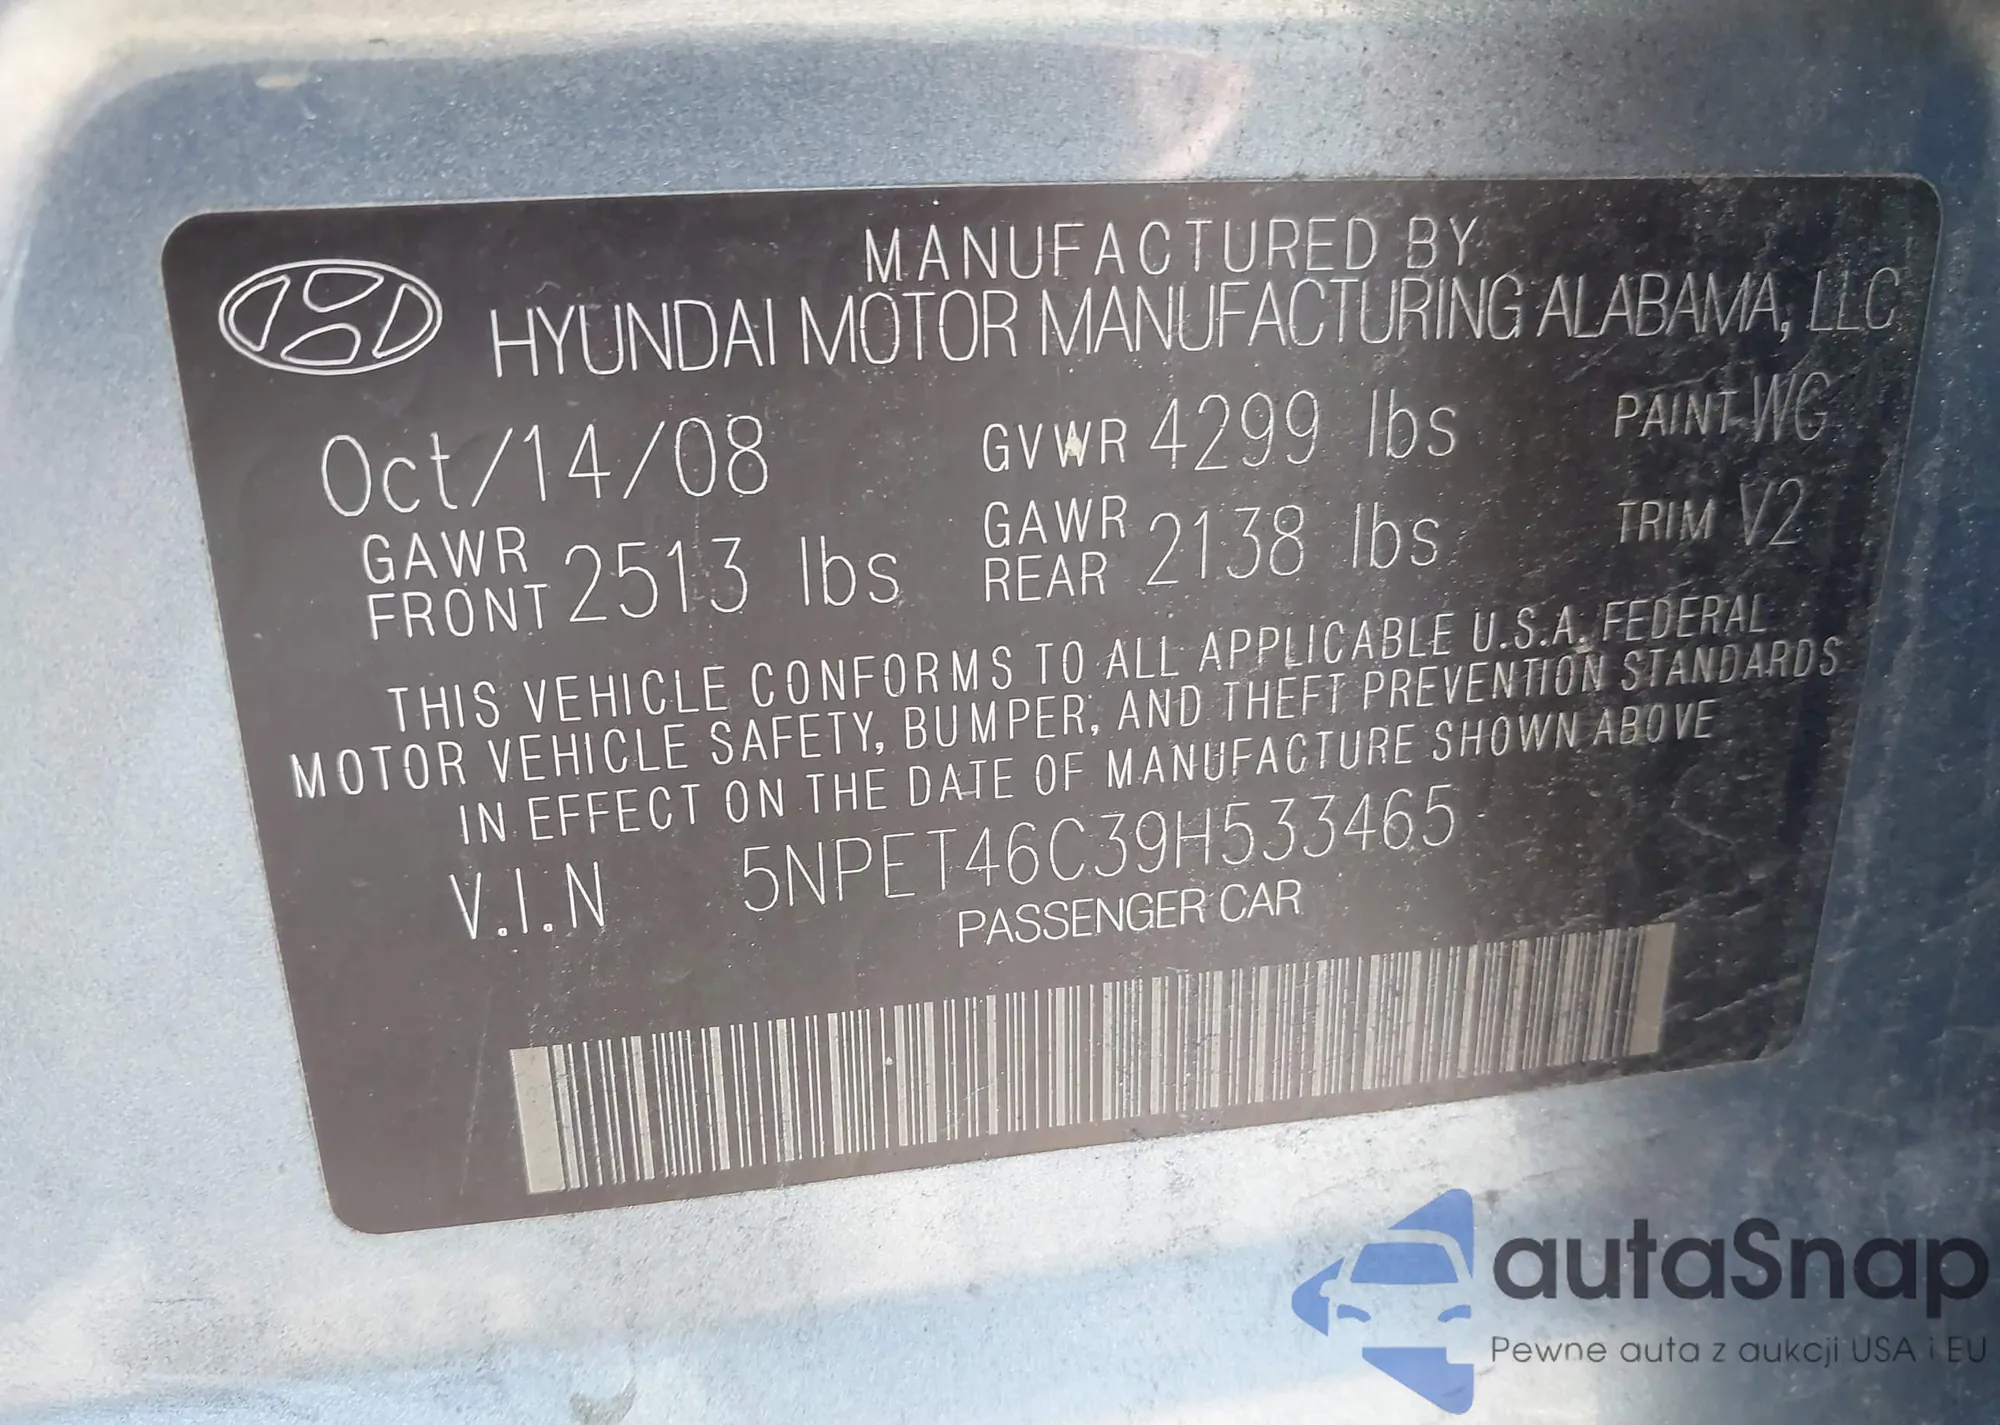 MANUFACTURED BY
HYUNDAI MOTOR MANUFACTURING ALABAMA, LLC
Oct/14/08 GVWR 4299 lbs PAINT WG
GAWR FRONT 2513 lbs GAWR REAR 2138 lbs TRIM V2
THIS VEHICLE CONFORMS TO ALL APPLICABLE U.S.A. FEDERAL
MOTOR VEHICLE SAFETY, BUMPER, AND THEFT PREVENTION STANDARDS
IN EFFECT ON THE DATE OF MANUFACTURE SHOWN ABOVE
V.I.N 5NPET46C39H533465
PASSENGER CAR
autaSnap
Pewne auta z aukcji USA i EU